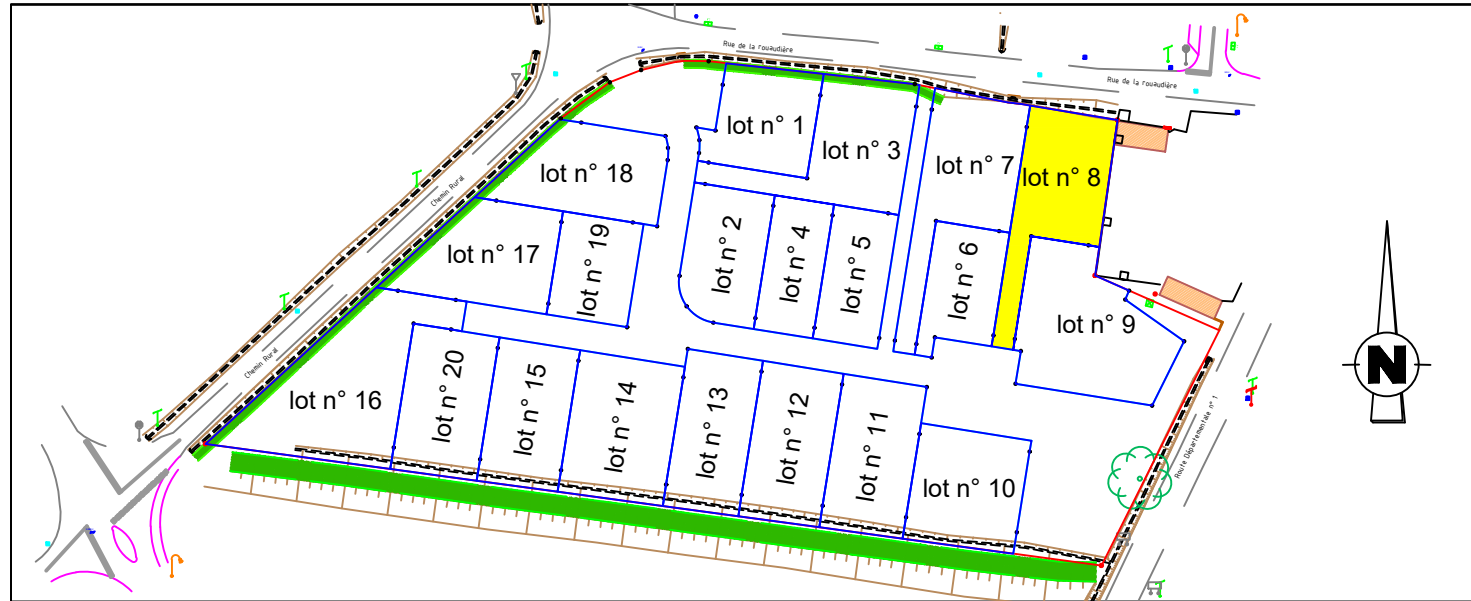 Rue de la rouaudière
Rue de la rouaudière
lot n° 1
lot n° 3
lot n° 7
lot n° 8
lot n° 18
Chemin Rural
lot n° 2
lot n° 4
lot n° 5
lot n° 6
lot n° 19
lot n° 17
lot n° 9
Chemin Rural
N
lot n° 16
lot n° 20
lot n° 15
lot n° 14
lot n° 13
lot n° 12
lot n° 11
lot n° 10
Route Départementale n° 1